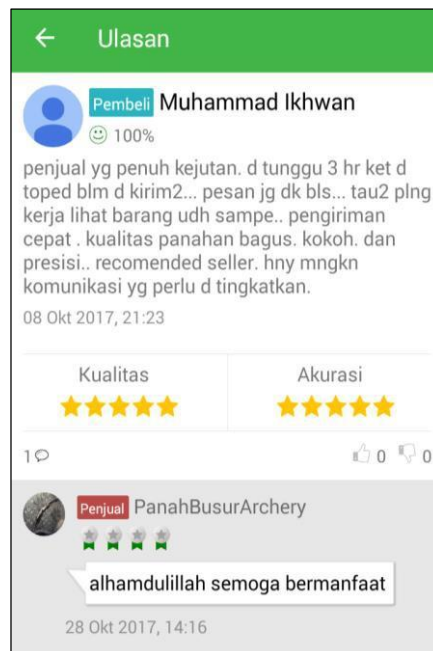 Ulasan
Pembeli Muhammad Ikhwan
100%
penjual yg penuh kejutan. d tunggu 3 hr ket d
toped blm d kirim2... pesan jg dk bls... tau2 plng
kerja lihat barang udh sampe.. pengiriman
cepat . kualitas panahan bagus. kokoh. dan
presisi.. recomended seller. hny mngkn
komunikasi yg perlu d tingkatkan.
08 Okt 2017, 21:23
Kualitas Akurasi
1 0 0
Penjual PanahBusurArchery
alhamdulillah semoga bermanfaat
28 Okt 2017, 14:16